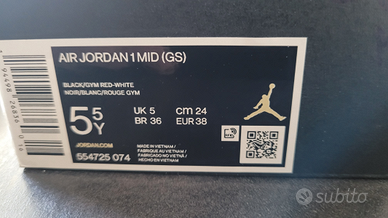 AIR JORDAN 1 MID (GS)
BLACK/GYM RED-WHITE
NOIR/BLANC/ROUGE GYM
5.5Y
UK 5
cm 24
BR 36
EUR 38
JORDAN.COM
554725 074
MADE IN VIETNAM /
FABRIQUÉ AU VIETNAM /
FABRICADO NO VIETNÃ /
HECHO EN VIETNAM
subito